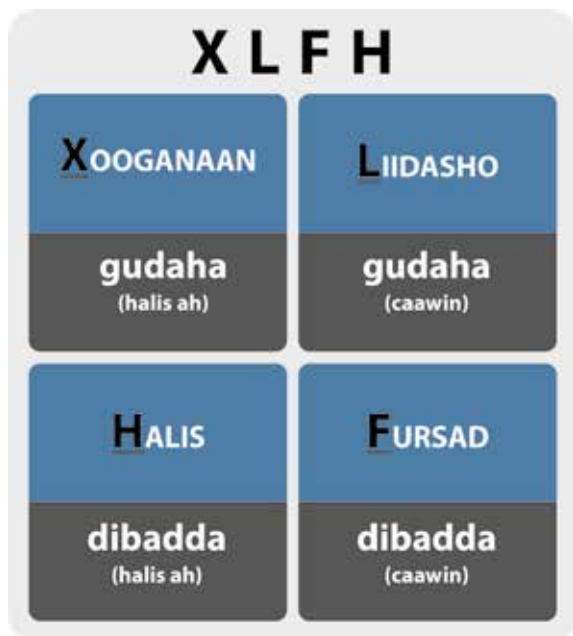 X L F H
XOOGANAAN
gudaha
(halis ah)
LIIDASHO
gudaha
(caawin)
HALIS
dibadda
(halis ah)
FURSAD
dibadda
(caawin)